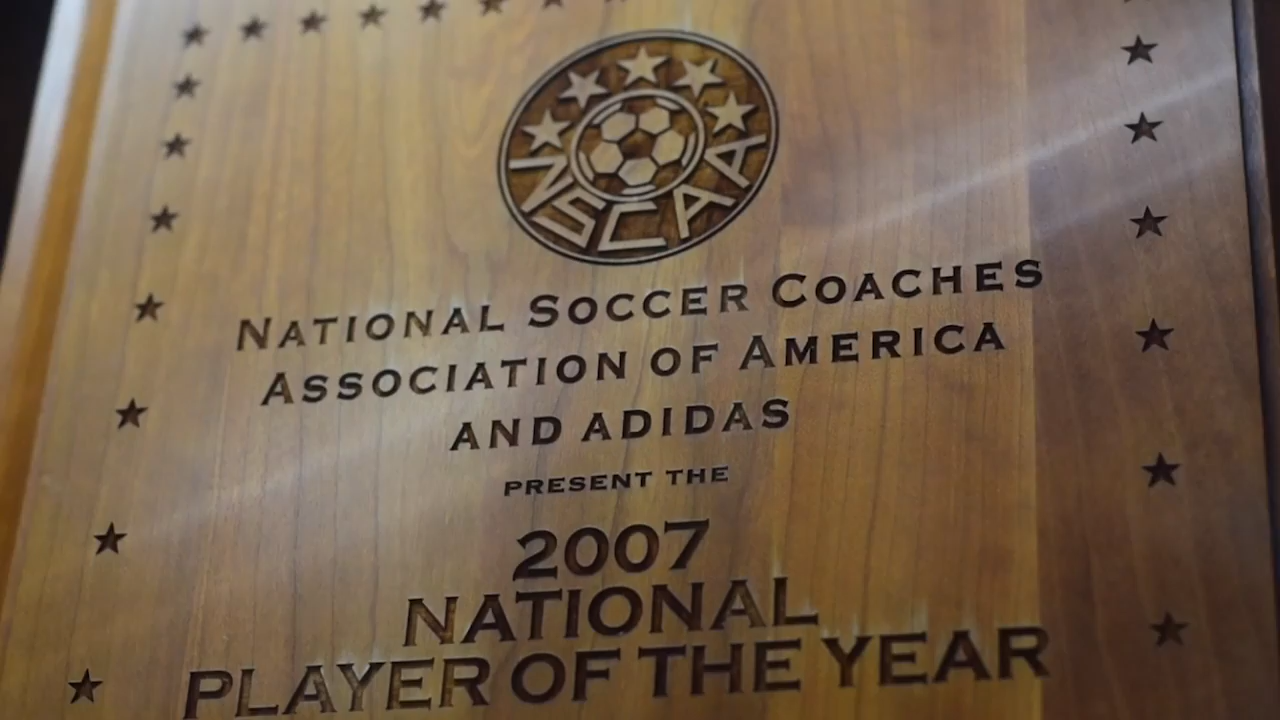 NSCAA
NATIONAL SOCCER COACHES
ASSOCIATION OF AMERICA
AND ADIDAS
PRESENT THE
2007
NATIONAL
PLAYER OF THE YEAR